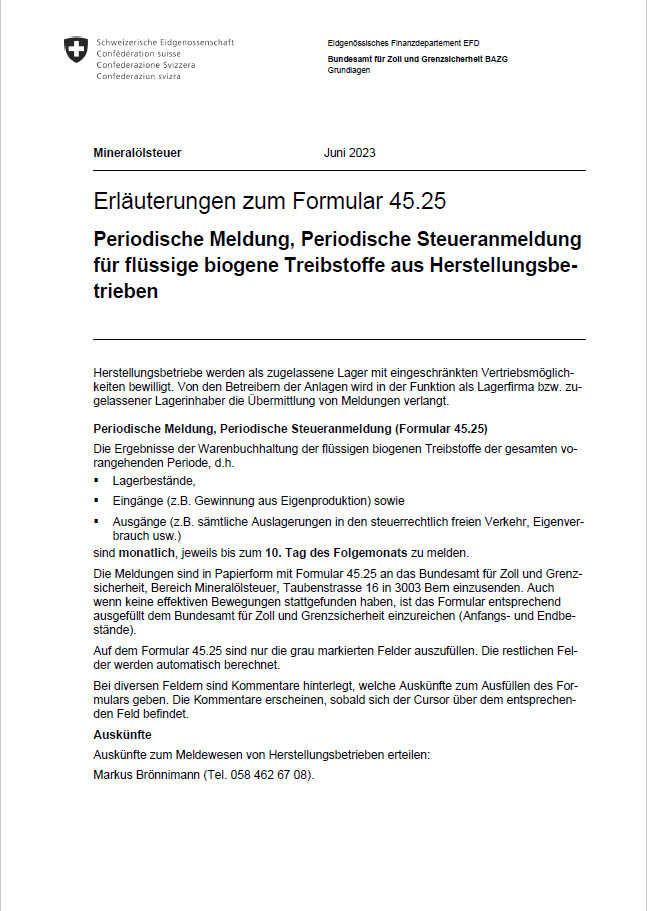 Schweizerische Eidgenossenschaft
Confédération suisse
Confederazione Svizzera
Confederaziun svizra
Eidgenössisches Finanzdepartement EFD
Bundesamt für Zoll und Grenzsicherheit BAZG
Grundlagen
Mineralölsteuer Juni 2023
Erläuterungen zum Formular 45.25
Periodische Meldung, Periodische Steueranmeldung
für flüssige biogene Treibstoffe aus Herstellungsbe-
trieben
Herstellungsbetriebe werden als zugelassene Lager mit eingeschränkten Vertriebsmöglich-
keiten bewilligt. Von den Betreibern der Anlagen wird in der Funktion als Lagerfirma bzw. zu-
gelassener Lagerinhaber die Übermittlung von Meldungen verlangt.
Periodische Meldung, Periodische Steueranmeldung (Formular 45.25)
Die Ergebnisse der Warenbuchhaltung der flüssigen biogenen Treibstoffe der gesamten vo-
rangehenden Periode, d.h.
▪ Lagerbestände,
▪ Eingänge (z.B. Gewinnung aus Eigenproduktion) sowie
▪ Ausgänge (z.B. sämtliche Auslagerungen in den steuerrechtlich freien Verkehr, Eigenver-
brauch usw.)
sind monatlich, jeweils bis zum 10. Tag des Folgemonats zu melden.
Die Meldungen sind in Papierform mit Formular 45.25 an das Bundesamt für Zoll und Grenz-
sicherheit, Bereich Mineralölsteuer, Taubenstrasse 16 in 3003 Bern einzusenden. Auch
wenn keine effektiven Bewegungen stattgefunden haben, ist das Formular entsprechend
ausgefüllt dem Bundesamt für Zoll und Grenzsicherheit einzureichen (Anfangs- und Endbe-
stände).
Auf dem Formular 45.25 sind nur die grau markierten Felder auszufüllen. Die restlichen Fel-
der werden automatisch berechnet.
Bei diversen Feldern sind Kommentare hinterlegt, welche Auskünfte zum Ausfüllen des For-
mulars geben. Die Kommentare erscheinen, sobald sich der Cursor über dem entsprechen-
den Feld befindet.
Auskünfte
Auskünfte zum Meldewesen von Herstellungsbetrieben erteilen:
Markus Brönnimann (Tel. 058 462 67 08).